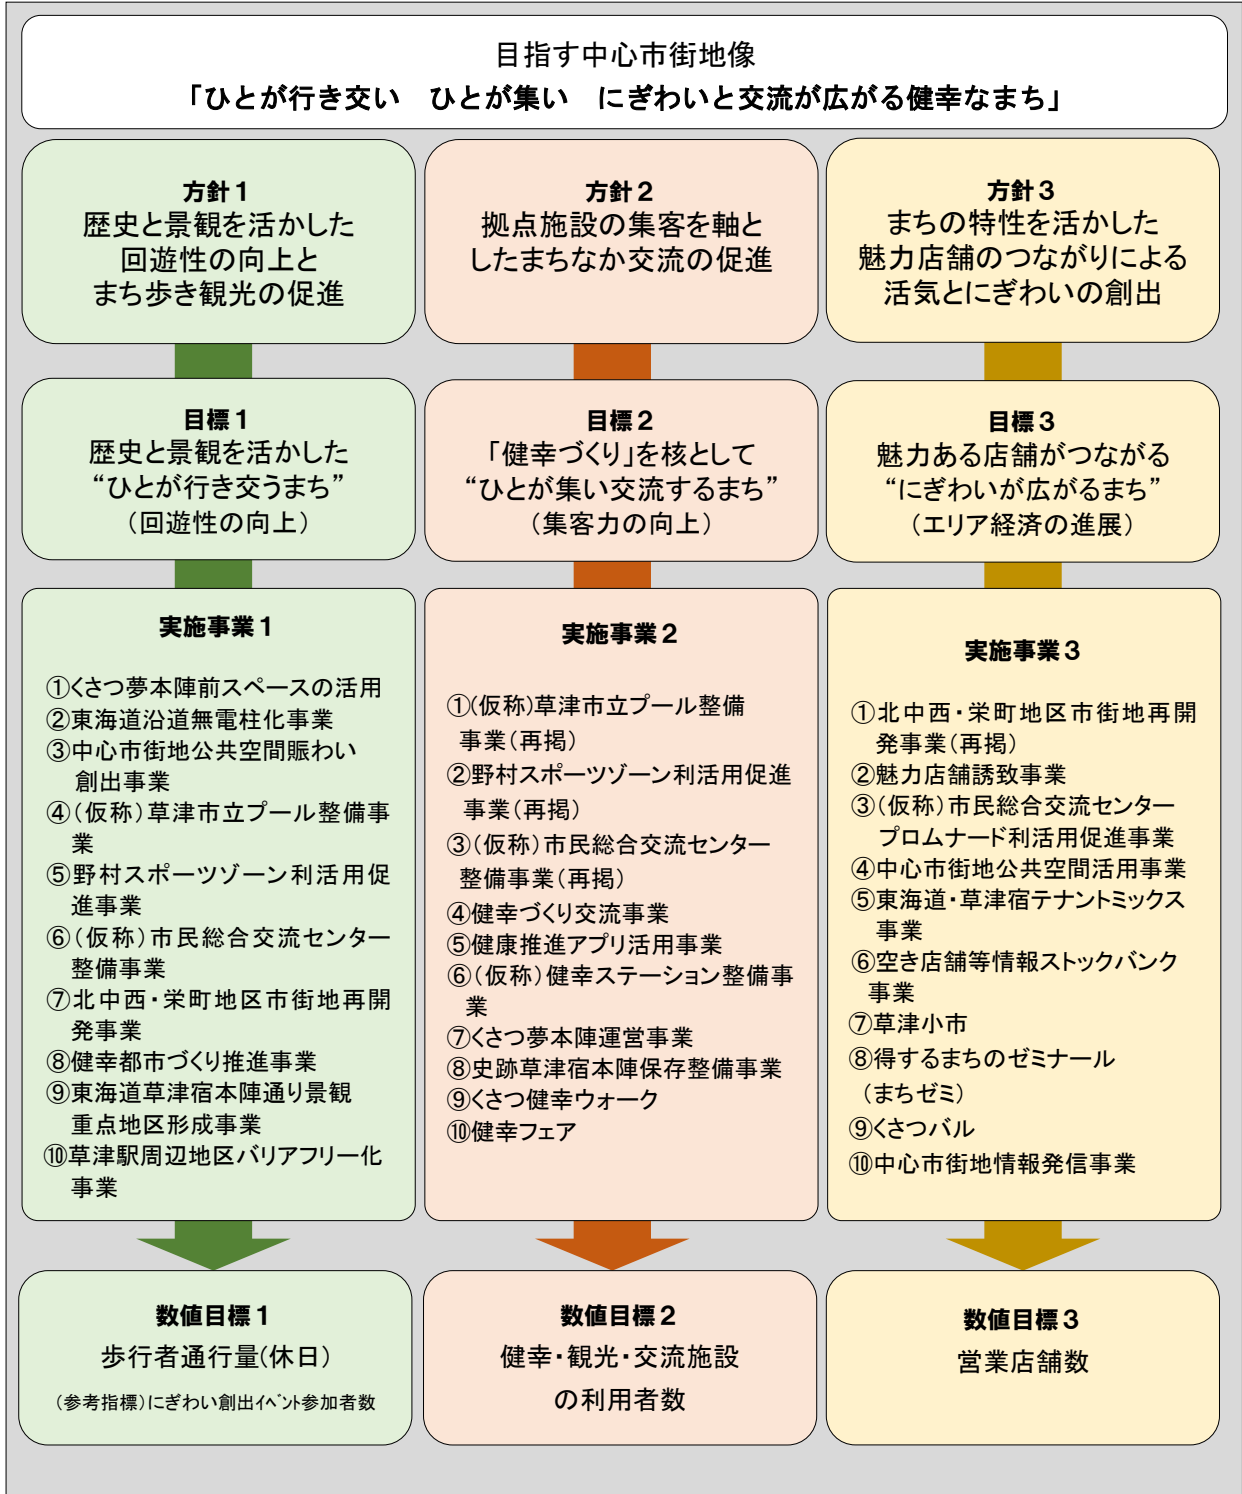 目指す中心市街地像
「ひとが行き交い　ひとが集い　にぎわいと交流が広がる健幸なまち」
方針１
歴史と景観を活かした
回遊性の向上と
まち歩き観光の促進
方針２
拠点施設の集客を軸と
したまちなか交流の促進
方針３
まちの特性を活かした
魅力店舗のつながりによる
活気とにぎわいの創出
目標１
歴史と景観を活かした
“ひとが行き交うまち”
（回遊性の向上）
目標２
「健幸づくり」を核として
“ひとが集い交流するまち”
（集客力の向上）
目標３
魅力ある店舗がつながる
“にぎわいが広がるまち”
（エリア経済の進展）
実施事業１
①くさつ夢本陣前スペースの活用
②東海道沿道無電柱化事業
③中心市街地公共空間賑わい
創出事業
④（仮称）草津市立プール整備事
業
⑤野村スポーツゾーン利活用促
進事業
⑥（仮称）市民総合交流センター
整備事業
⑦北中西・栄町地区市街地再開
発事業
⑧健幸都市づくり推進事業
⑨東海道草津宿本陣通り景観
重点地区形成事業
⑩草津駅周辺地区バリアフリー化
事業
実施事業２
①（仮称）草津市立プール整備
事業（再掲）
②野村スポーツゾーン利活用促進
事業（再掲）
③（仮称）市民総合交流センター
整備事業（再掲）
④健幸づくり交流事業
⑤健康推進アプリ活用事業
⑥（仮称）健幸ステーション整備事
業
⑦くさつ夢本陣運営事業
⑧史跡草津宿本陣保存整備事業
⑨くさつ健幸ウォーク
⑩健幸フェア
実施事業３
①北中西・栄町地区市街地再開
発事業（再掲）
②魅力店舗誘致事業
③（仮称）市民総合交流センター
プロムナード利活用促進事業
④中心市街地公共空間活用事業
⑤東海道・草津宿テナントミックス
事業
⑥空き店舗等情報ストックバンク
事業
⑦草津小市
⑧得するまちのゼミナール
（まちゼミ）
⑨くさつバル
⑩中心市街地情報発信事業
数値目標１
歩行者通行量(休日)
（参考指標）にぎわい創出ｲﾍﾞﾝﾄ参加者数
数値目標２
健幸・観光・交流施設
の利用者数
数値目標３
営業店舗数